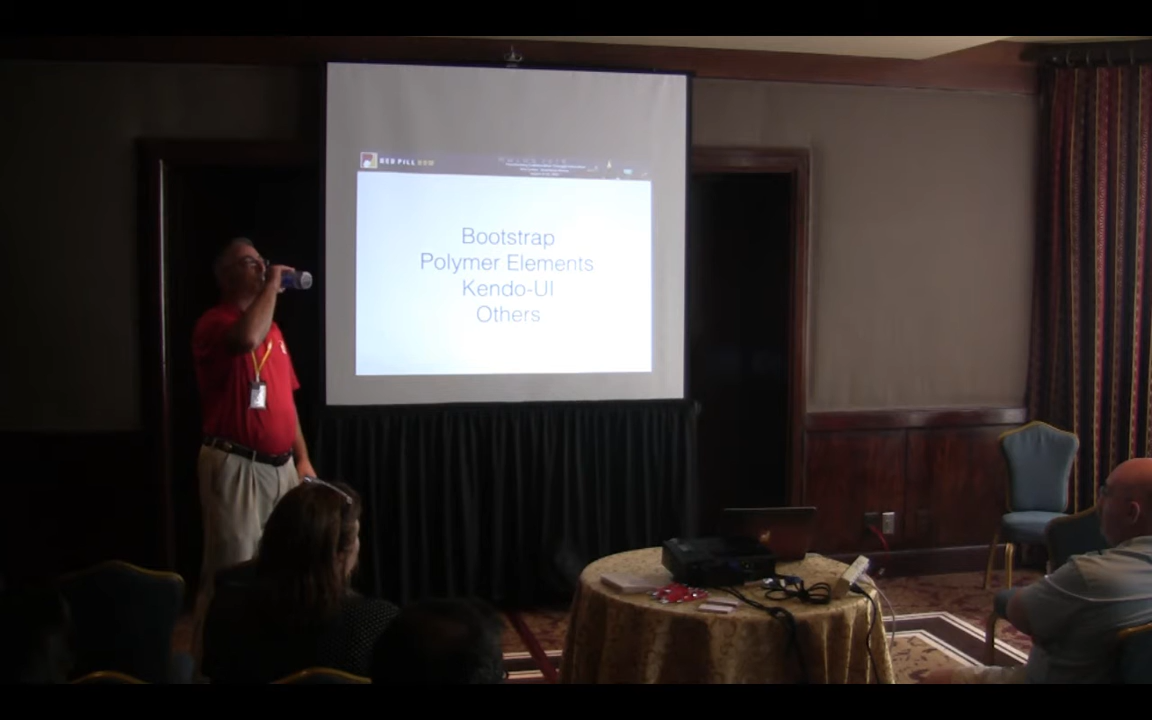 RED PILL NOW
Bootstrap
Polymer Elements
Kendo-UI
Others